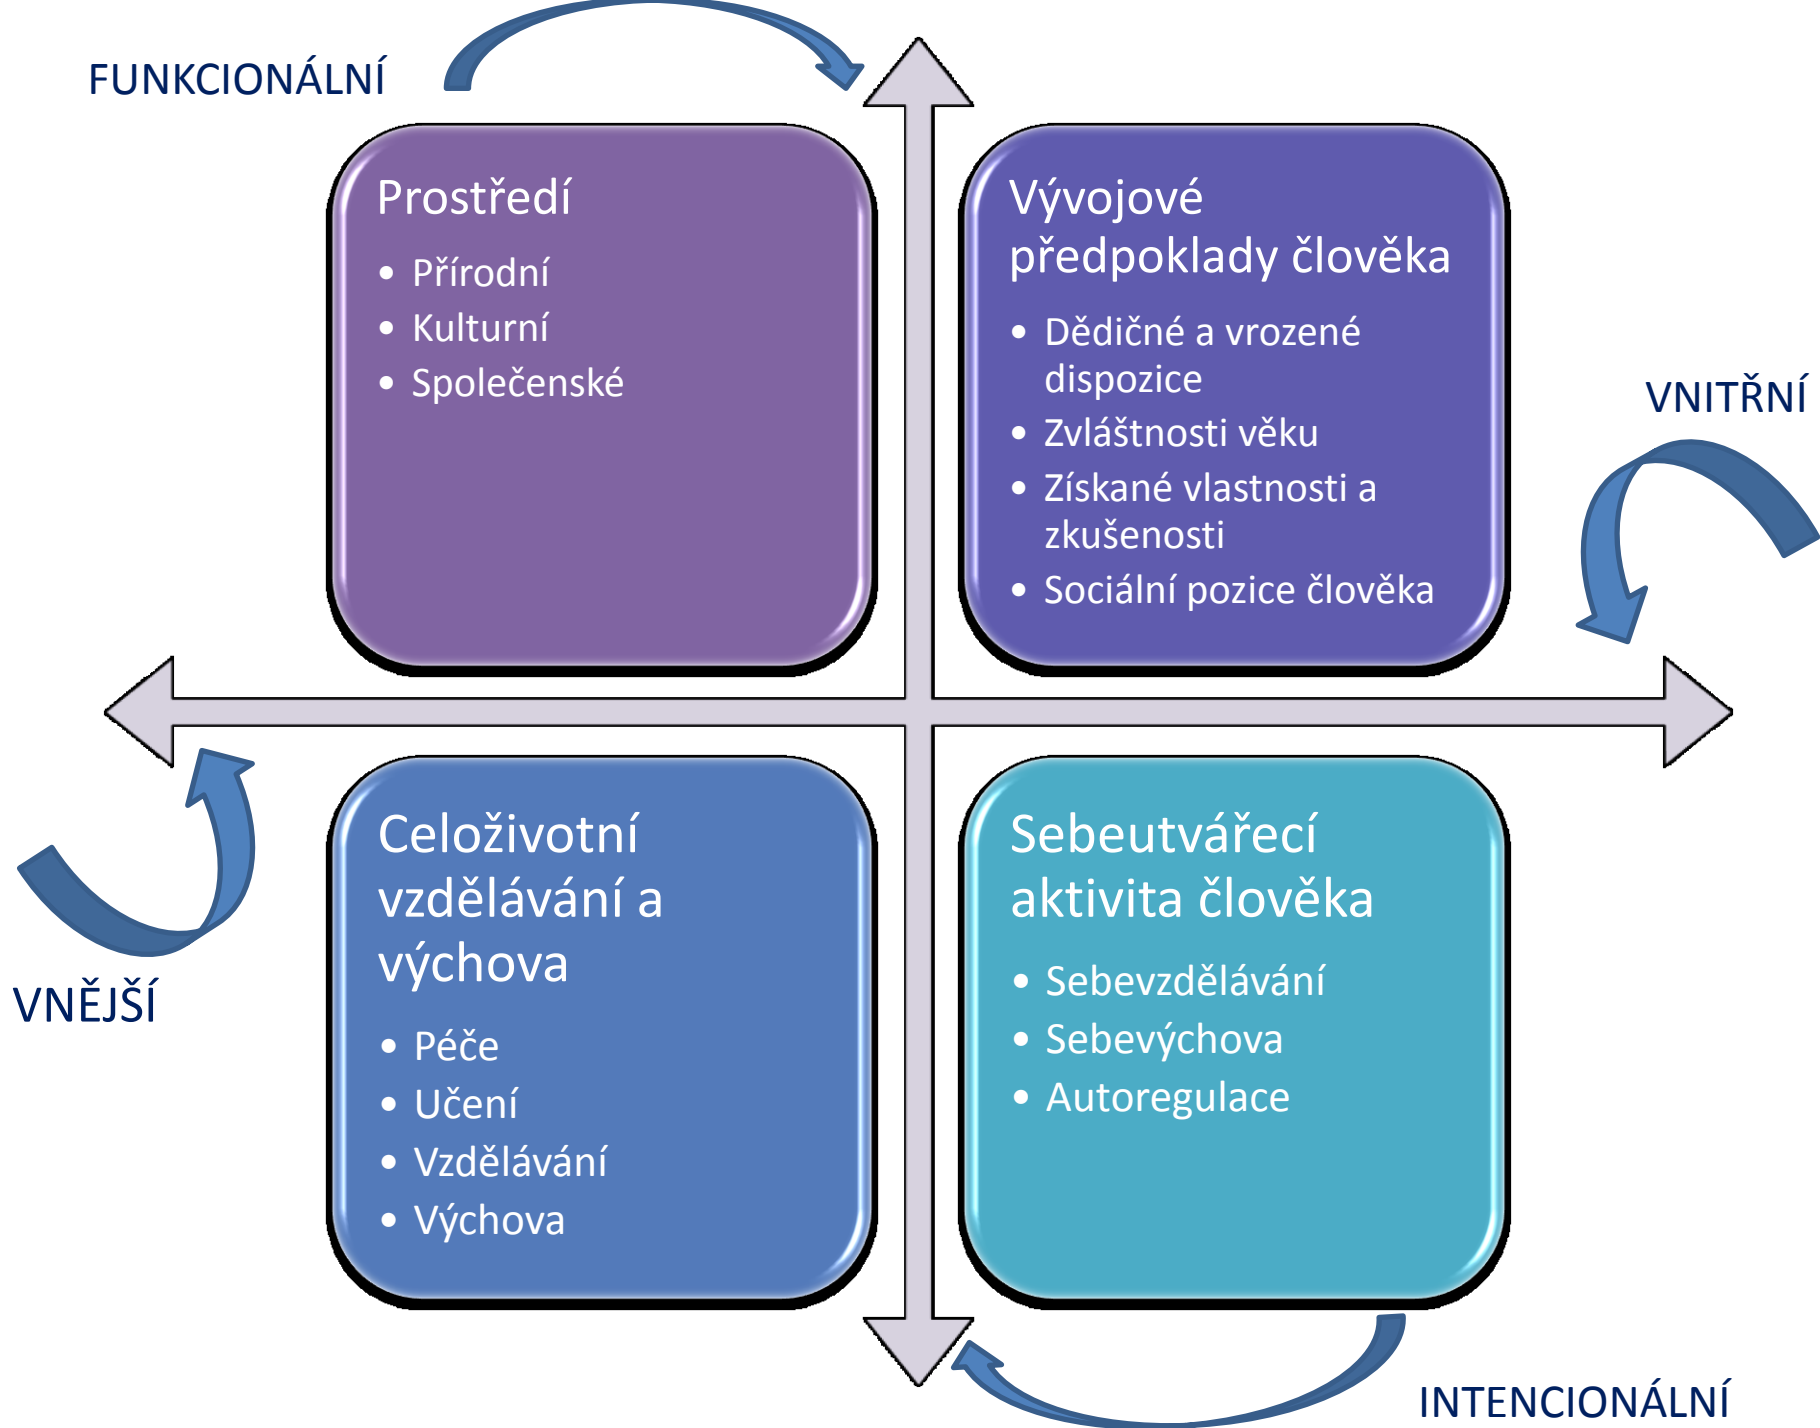 FUNKCIONÁLNÍ
Prostředí
• Přírodní
• Kulturní
• Společenské
Vývojové
předpoklady člověka
• Dědičné a vrozené
dispozice
• Zvláštnosti věku
• Získané vlastnosti a
zkušenosti
• Sociální pozice člověka
VNITŘNÍ
VNĚJŠÍ
Celoživotní
vzdělávání a
výchova
• Péče
• Učení
• Vzdělávání
• Výchova
Sebeutvářecí
aktivita člověka
• Sebevzdělávání
• Sebevýchova
• Autoregulace
INTENCIONÁLNÍ